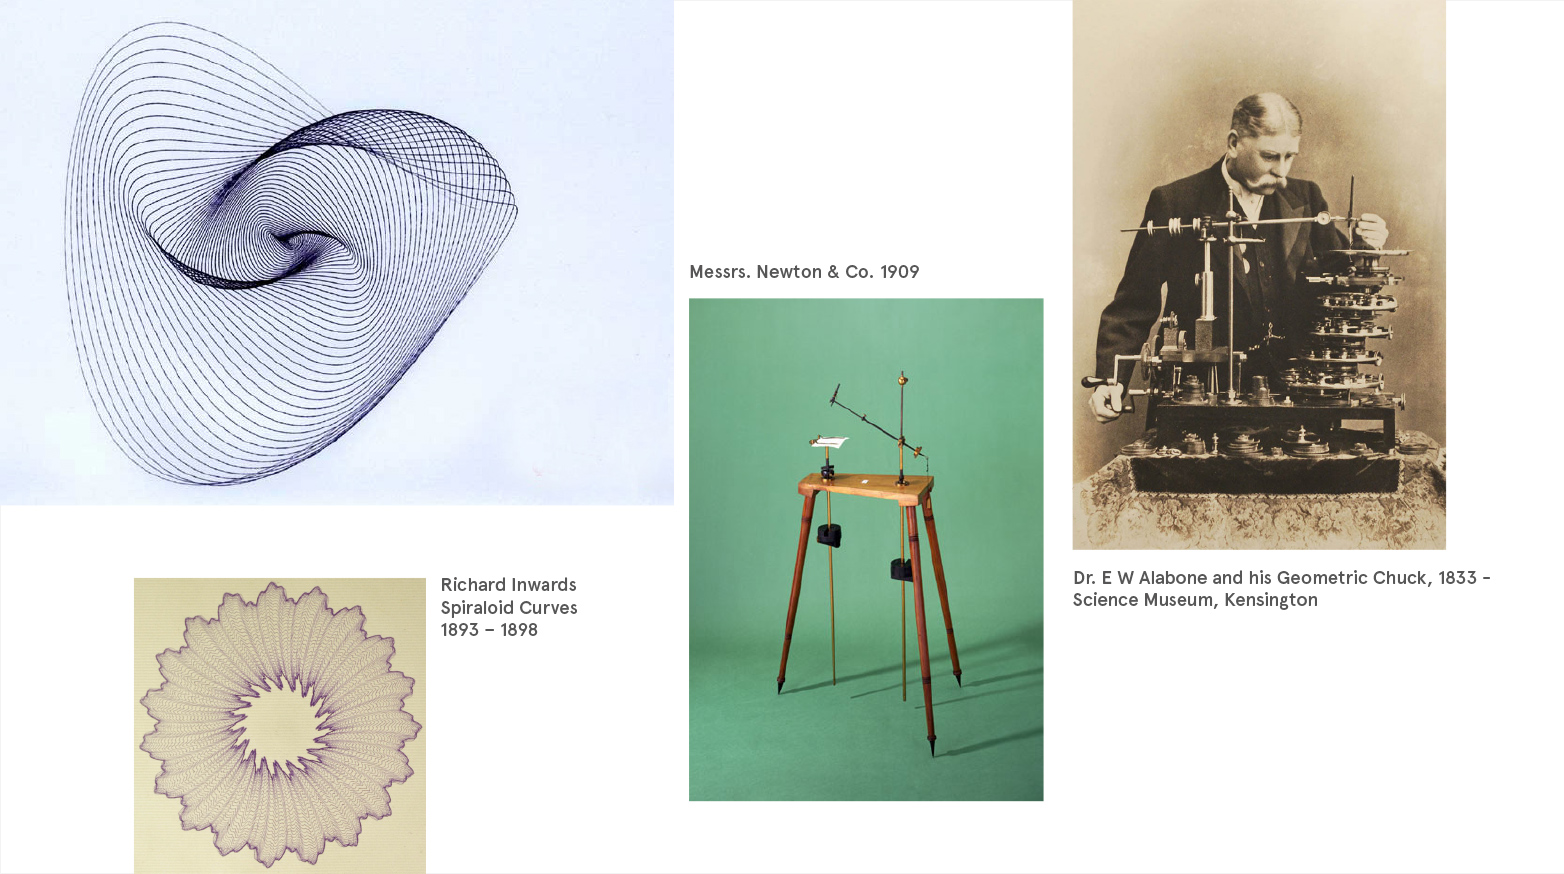 Messrs. Newton & Co. 1909
Richard Inwards
Spiraloid Curves
1893 – 1898
Dr. E W Alabone and his Geometric Chuck, 1833 -
Science Museum, Kensington